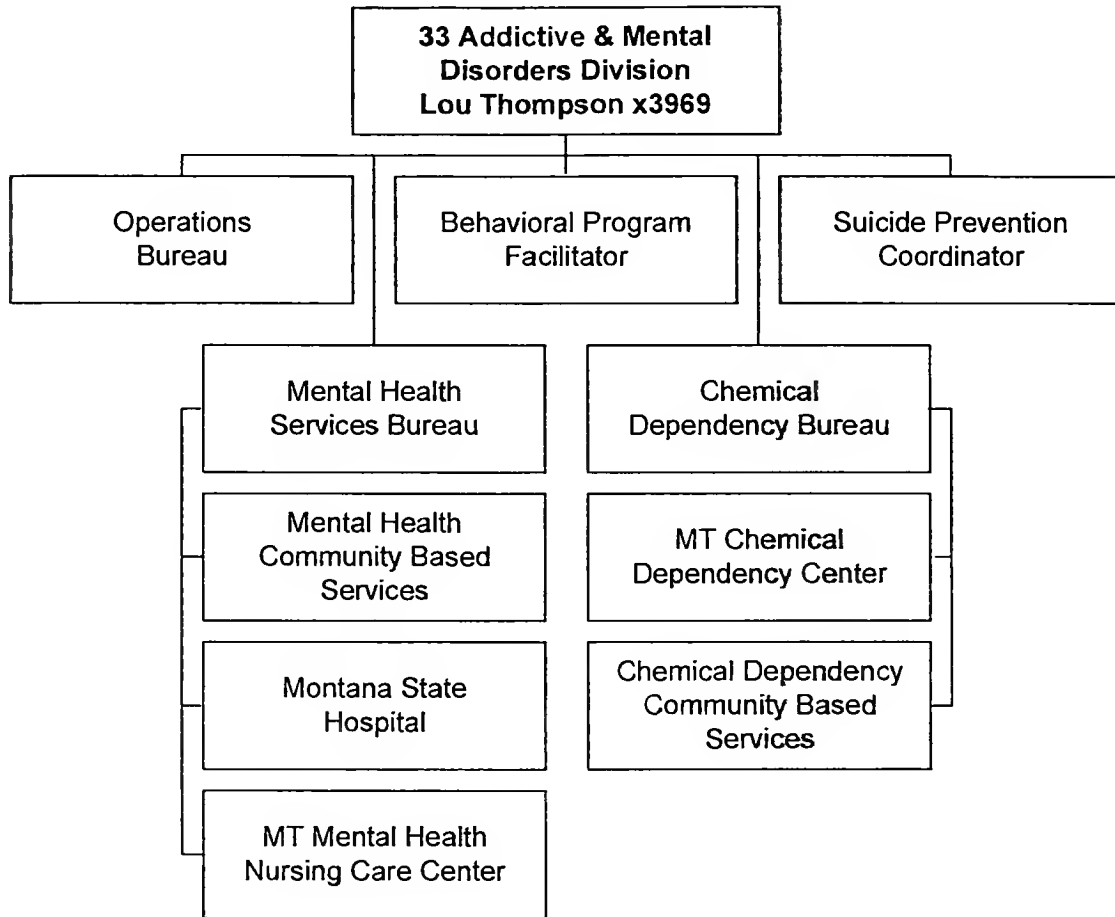 33 Addictive & Mental
Disorders Division
Lou Thompson x3969
Operations
Bureau
Behavioral Program
Facilitator
Suicide Prevention
Coordinator
Mental Health
Services Bureau
Chemical
Dependency Bureau
Mental Health
Community Based
Services
MT Chemical
Dependency Center
Montana State
Hospital
Chemical Dependency
Community Based
Services
MT Mental Health
Nursing Care Center